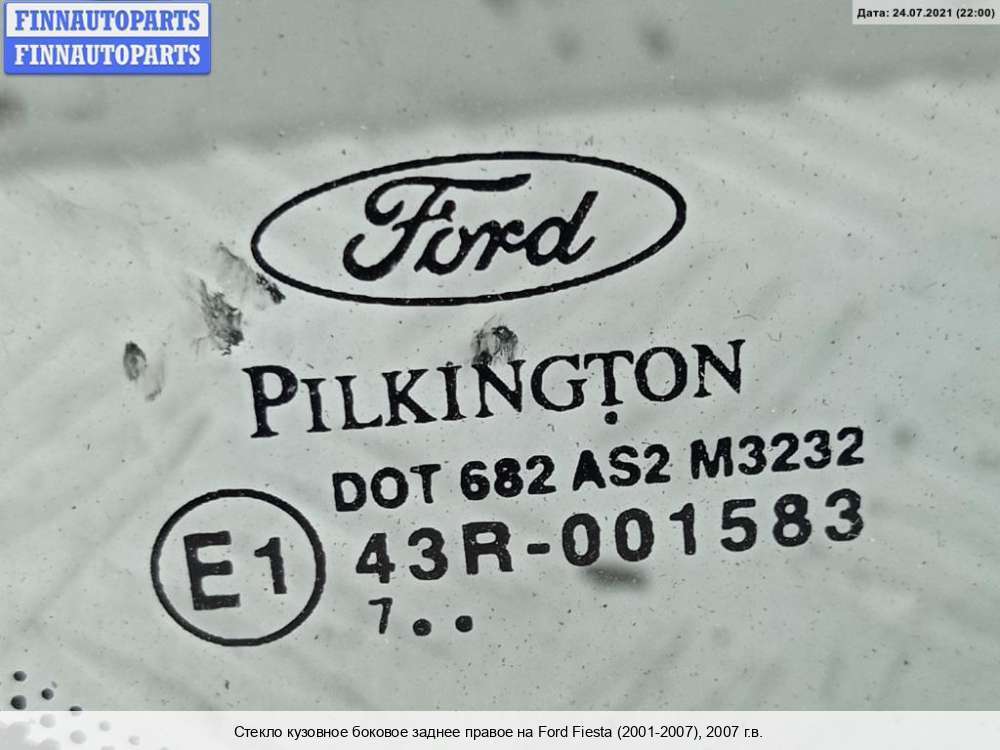 FINNAUTOPARTS
FINNAUTOPARTS
Дата: 24.07.2021 (22:00)
Ford
PILKINGTON
DOT 682 AS2 M3232
E1 43R-001583
7..
Стекло кузовное боковое заднее правое на Ford Fiesta (2001-2007), 2007 г.в.